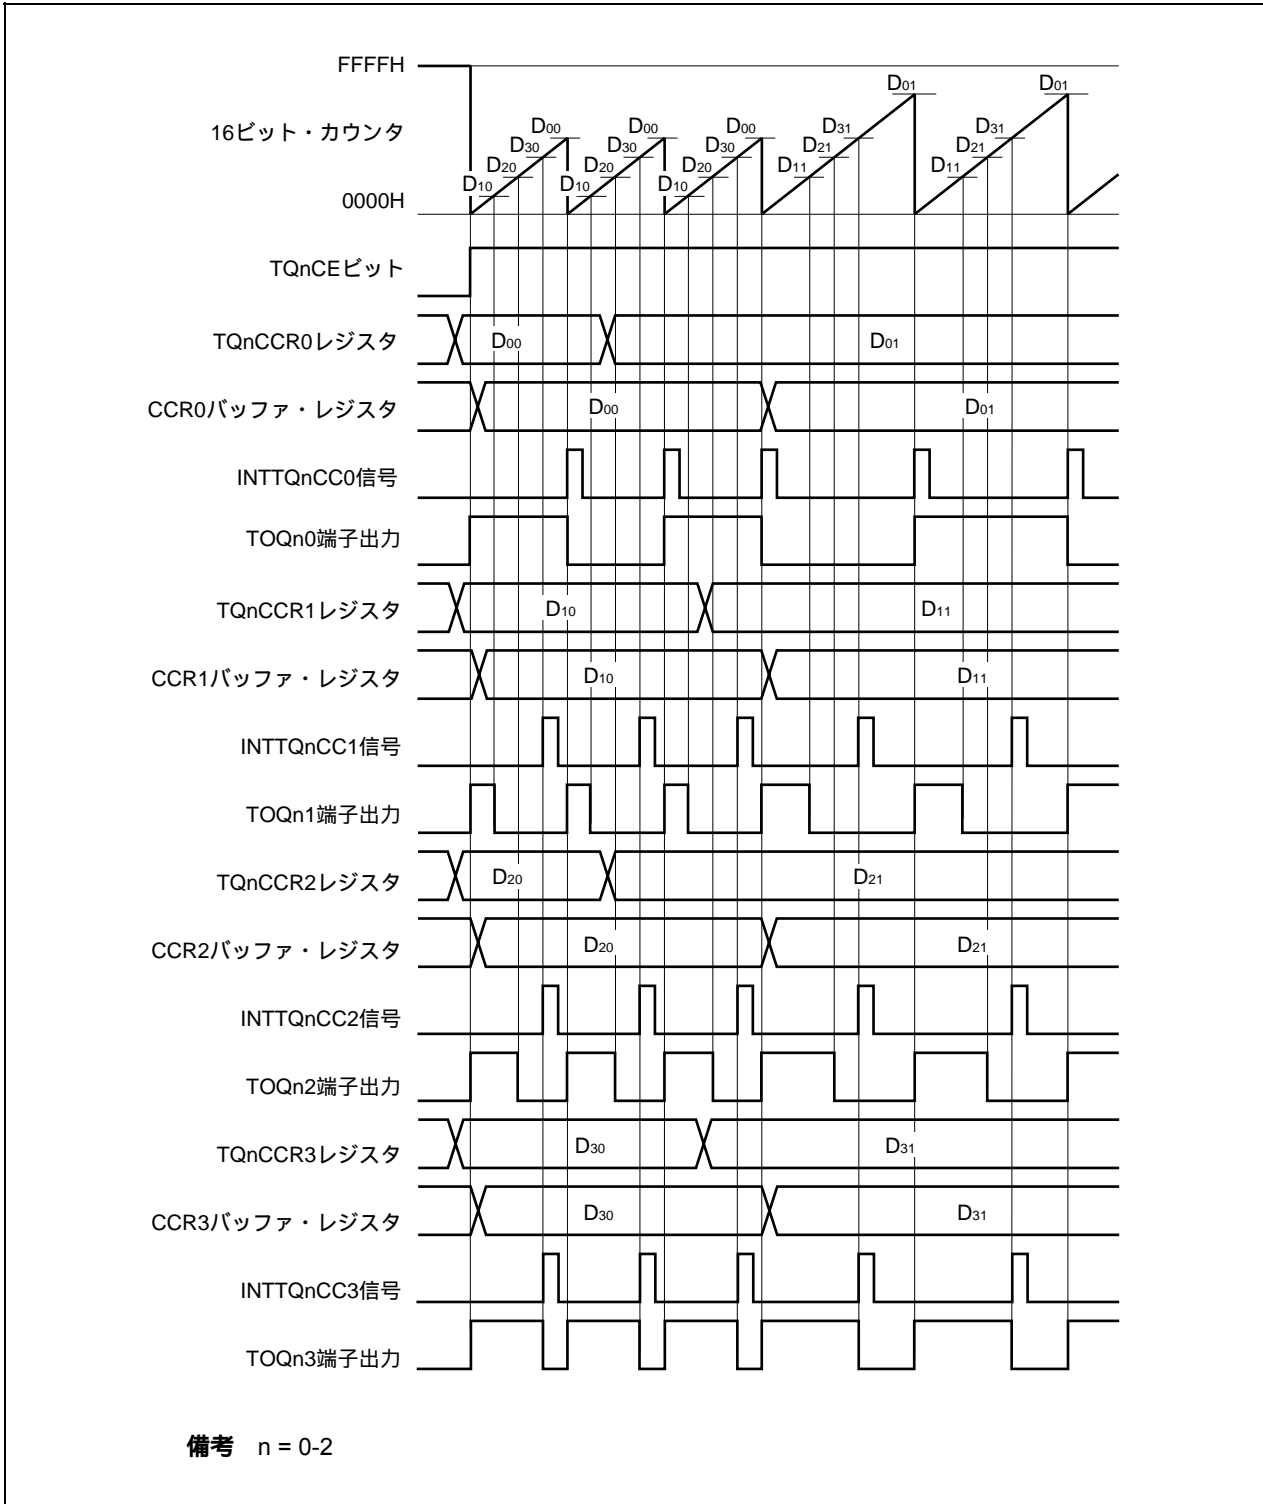 FFFFH
D01 D01
16ビット・カウンタ
D00 D00 D00 D31 D31
D30 D30 D30 D21 D21
D20 D20 D20 D11 D11
D10 D10 D10
0000H
TQnCEビット
TQnCCR0レジスタ D00 D01
CCR0バッファ・レジスタ D00 D01
INTTQnCC0信号
TOQn0端子出力
TQnCCR1レジスタ D10 D11
CCR1バッファ・レジスタ D10 D11
INTTQnCC1信号
TOQn1端子出力
TQnCCR2レジスタ D20 D21
CCR2バッファ・レジスタ D20 D21
INTTQnCC2信号
TOQn2端子出力
TQnCCR3レジスタ D30 D31
CCR3バッファ・レジスタ D30 D31
INTTQnCC3信号
TOQn3端子出力
備考 n = 0-2